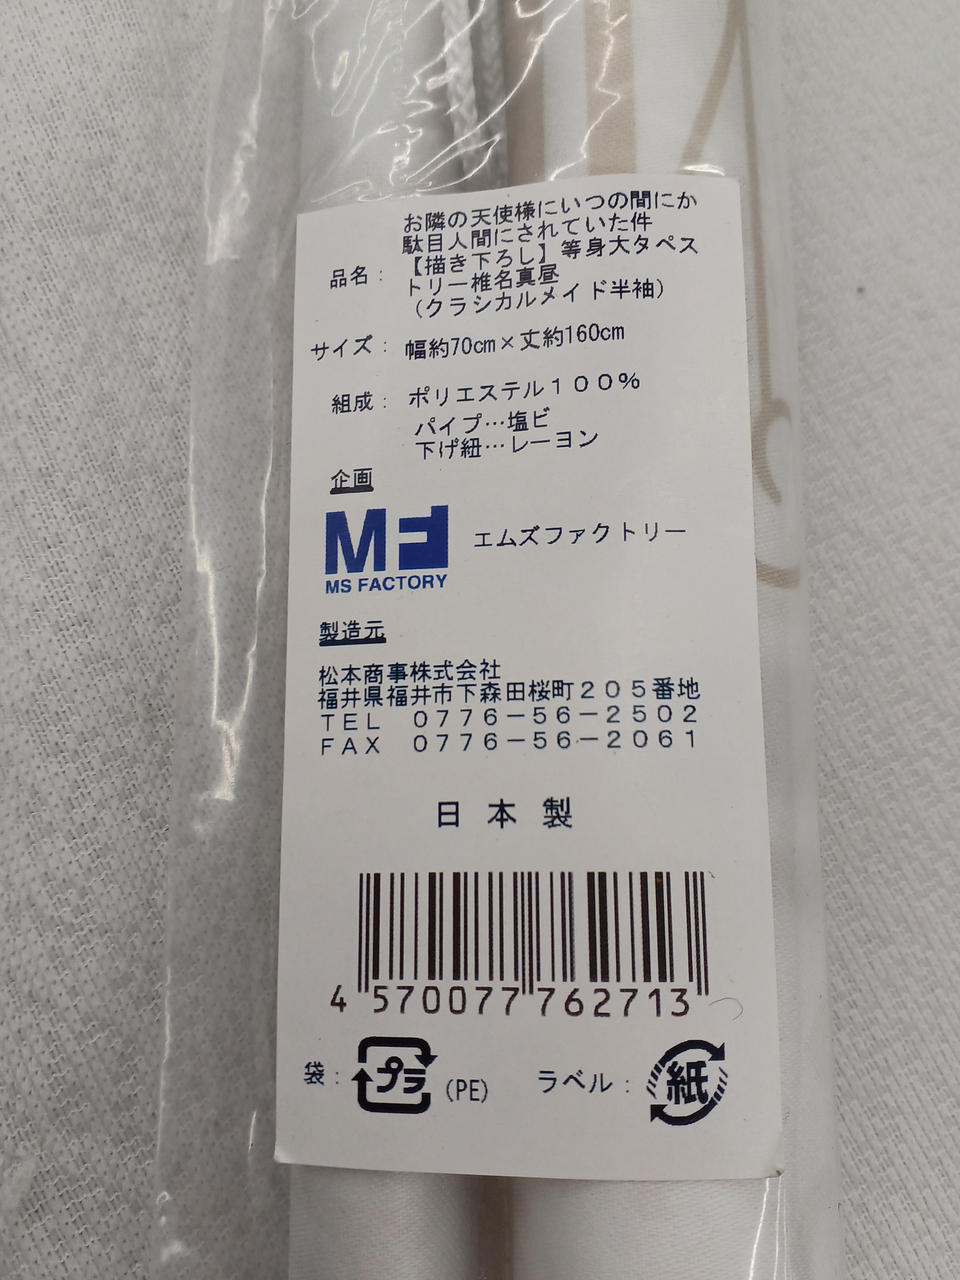 品名：
お隣の天使様にいつの間にか
駄目人間にされていた件
【描き下ろし】等身大タペス
トリー椎名真昼
（クラシカルメイド半袖）
サイズ： 幅約70cm×丈約160cm
組成： ポリエステル１００％
パイプ…塩ビ
下げ紐…レーヨン
企画
MF
MS FACTORY
エムズファクトリー
製造元
松本商事株式会社
福井県福井市下森田桜町２０５番地
ＴＥＬ ０７７６－５６－２５０２
ＦＡＸ ０７７６－５６－２０６１
日本製
4 570077 762713
袋： プラ (PE) ラベル： 紙